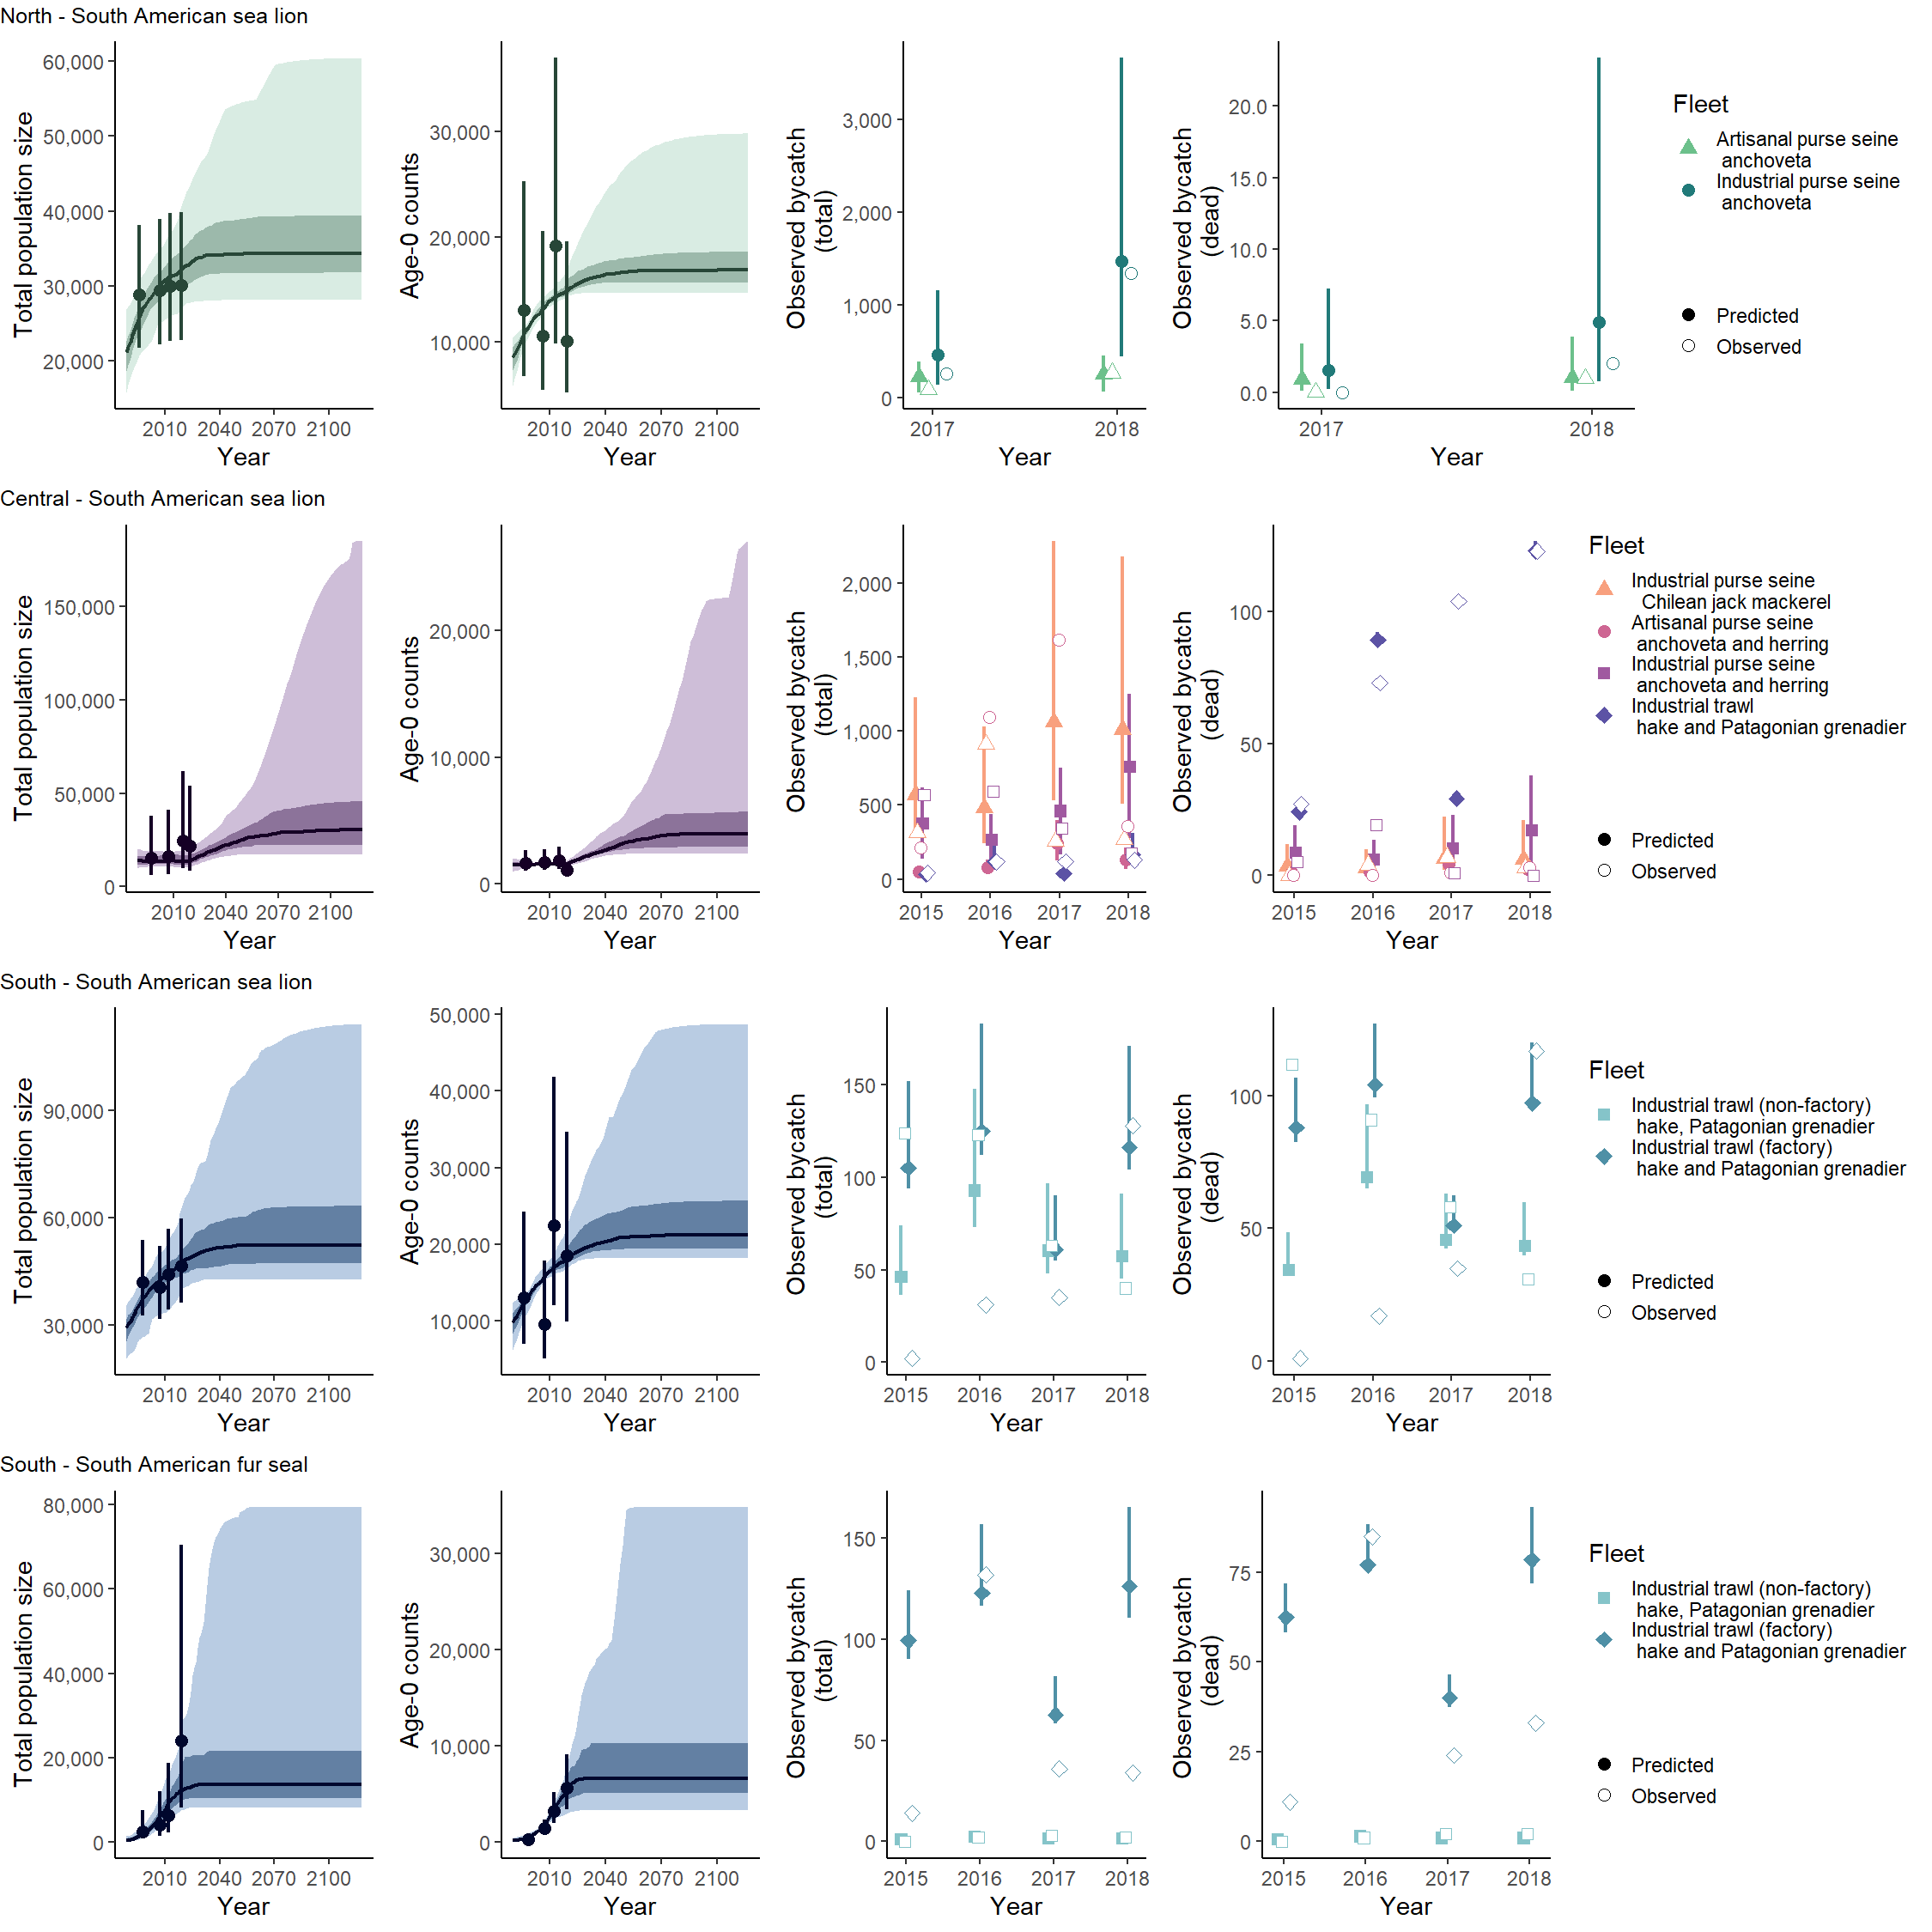 North - South American sea lion
Total population size
60,000
50,000
40,000
30,000
20,000
2010 2040 2070 2100
Year
Age-0 counts
30,000
20,000
10,000
2010 2040 2070 2100
Year
Observed bycatch
(total)
3,000
2,000
1,000
0
2017 2018
Year
Observed bycatch
(dead)
20.0
15.0
10.0
5.0
0.0
2017 2018
Year
Fleet
Artisanal purse seine
anchoveta
Industrial purse seine
anchoveta
Predicted
Observed
Central - South American sea lion
Total population size
150,000
100,000
50,000
0
2010 2040 2070 2100
Year
Age-0 counts
20,000
10,000
0
2010 2040 2070 2100
Year
Observed bycatch
(total)
2,000
1,500
1,000
500
0
2015 2016 2017 2018
Year
Observed bycatch
(dead)
100
50
0
2015 2016 2017 2018
Year
Fleet
Industrial purse seine
Chilean jack mackerel
Artisanal purse seine
anchoveta and herring
Industrial purse seine
anchoveta and herring
Industrial trawl
hake and Patagonian grenadier
Predicted
Observed
South - South American sea lion
Total population size
90,000
60,000
30,000
2010 2040 2070 2100
Year
Age-0 counts
50,000
40,000
30,000
20,000
10,000
2010 2040 2070 2100
Year
Observed bycatch
(total)
150
100
50
0
2015 2016 2017 2018
Year
Observed bycatch
(dead)
100
50
0
2015 2016 2017 2018
Year
Fleet
Industrial trawl (non-factory)
hake, Patagonian grenadier
Industrial trawl (factory)
hake and Patagonian grenadier
Predicted
Observed
South - South American fur seal
Total population size
80,000
60,000
40,000
20,000
0
2010 2040 2070 2100
Year
Age-0 counts
30,000
20,000
10,000
0
2010 2040 2070 2100
Year
Observed bycatch
(total)
150
100
50
0
2015 2016 2017 2018
Year
Observed bycatch
(dead)
75
50
25
0
2015 2016 2017 2018
Year
Fleet
Industrial trawl (non-factory)
hake, Patagonian grenadier
Industrial trawl (factory)
hake and Patagonian grenadier
Predicted
Observed